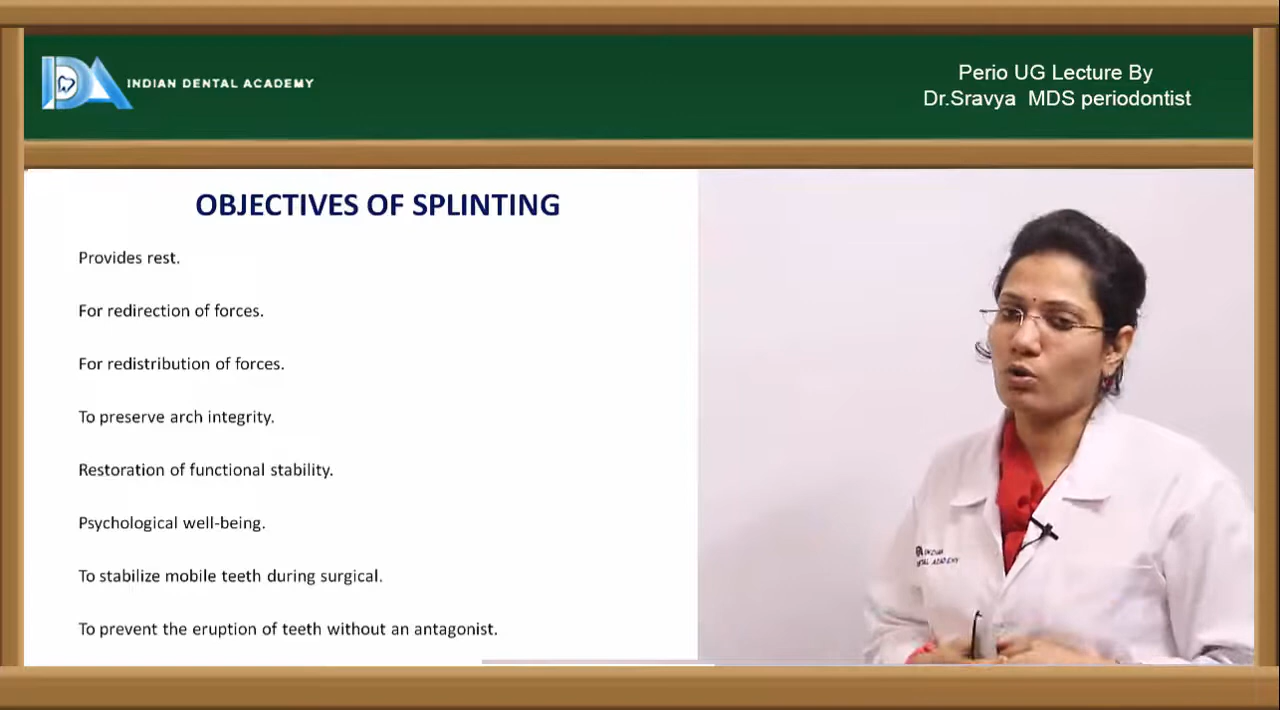 IDA INDIAN DENTAL ACADEMY
Perio UG Lecture By
Dr.Sravya MDS periodontist
OBJECTIVES OF SPLINTING
Provides rest.
For redirection of forces.
For redistribution of forces.
To preserve arch integrity.
Restoration of functional stability.
Psychological well-being.
To stabilize mobile teeth during surgical.
To prevent the eruption of teeth without an antagonist.